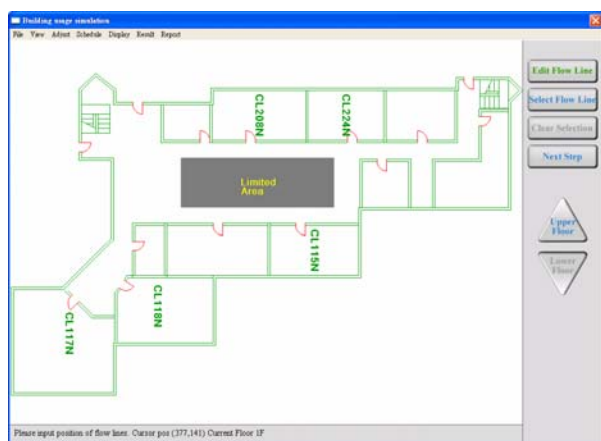 Building usage simulation
File View Adjust Schedule Display Result Report
Edit Flow Line
Select Flow Line
Clear Selection
Next Step
Upper
Floor
Lower
Floor
CL208N
CL224N
Limited
Area
CL115N
CL118N
CL117N
Please input position of flow lines. Cursor pos (377,141) Current Floor 1F